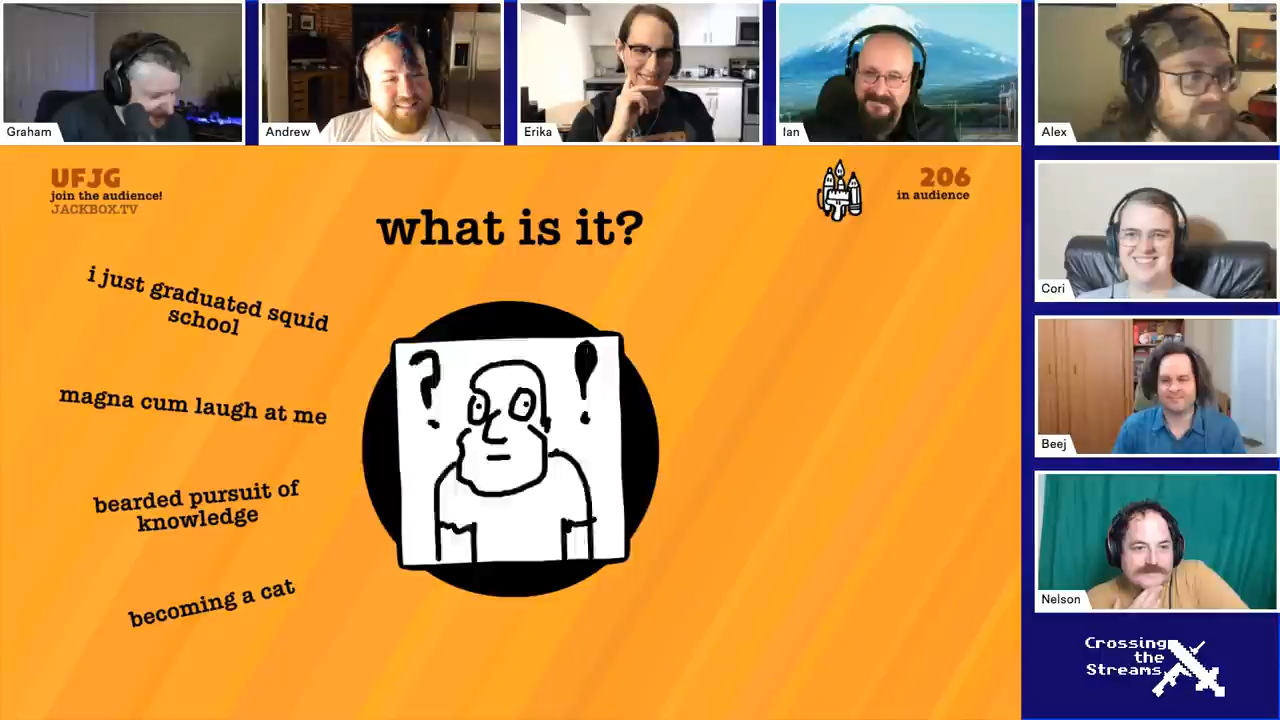 Graham
Andrew
Erika
Ian
Alex
UFJG
join the audience!
JACKBOX.TV
206
in audience
what is it?
i just graduated squid
school
magna cum laugh at me
bearded pursuit of
knowledge
becoming a cat
? !
Cori
Beej
Nelson
Crossing
the
Streams